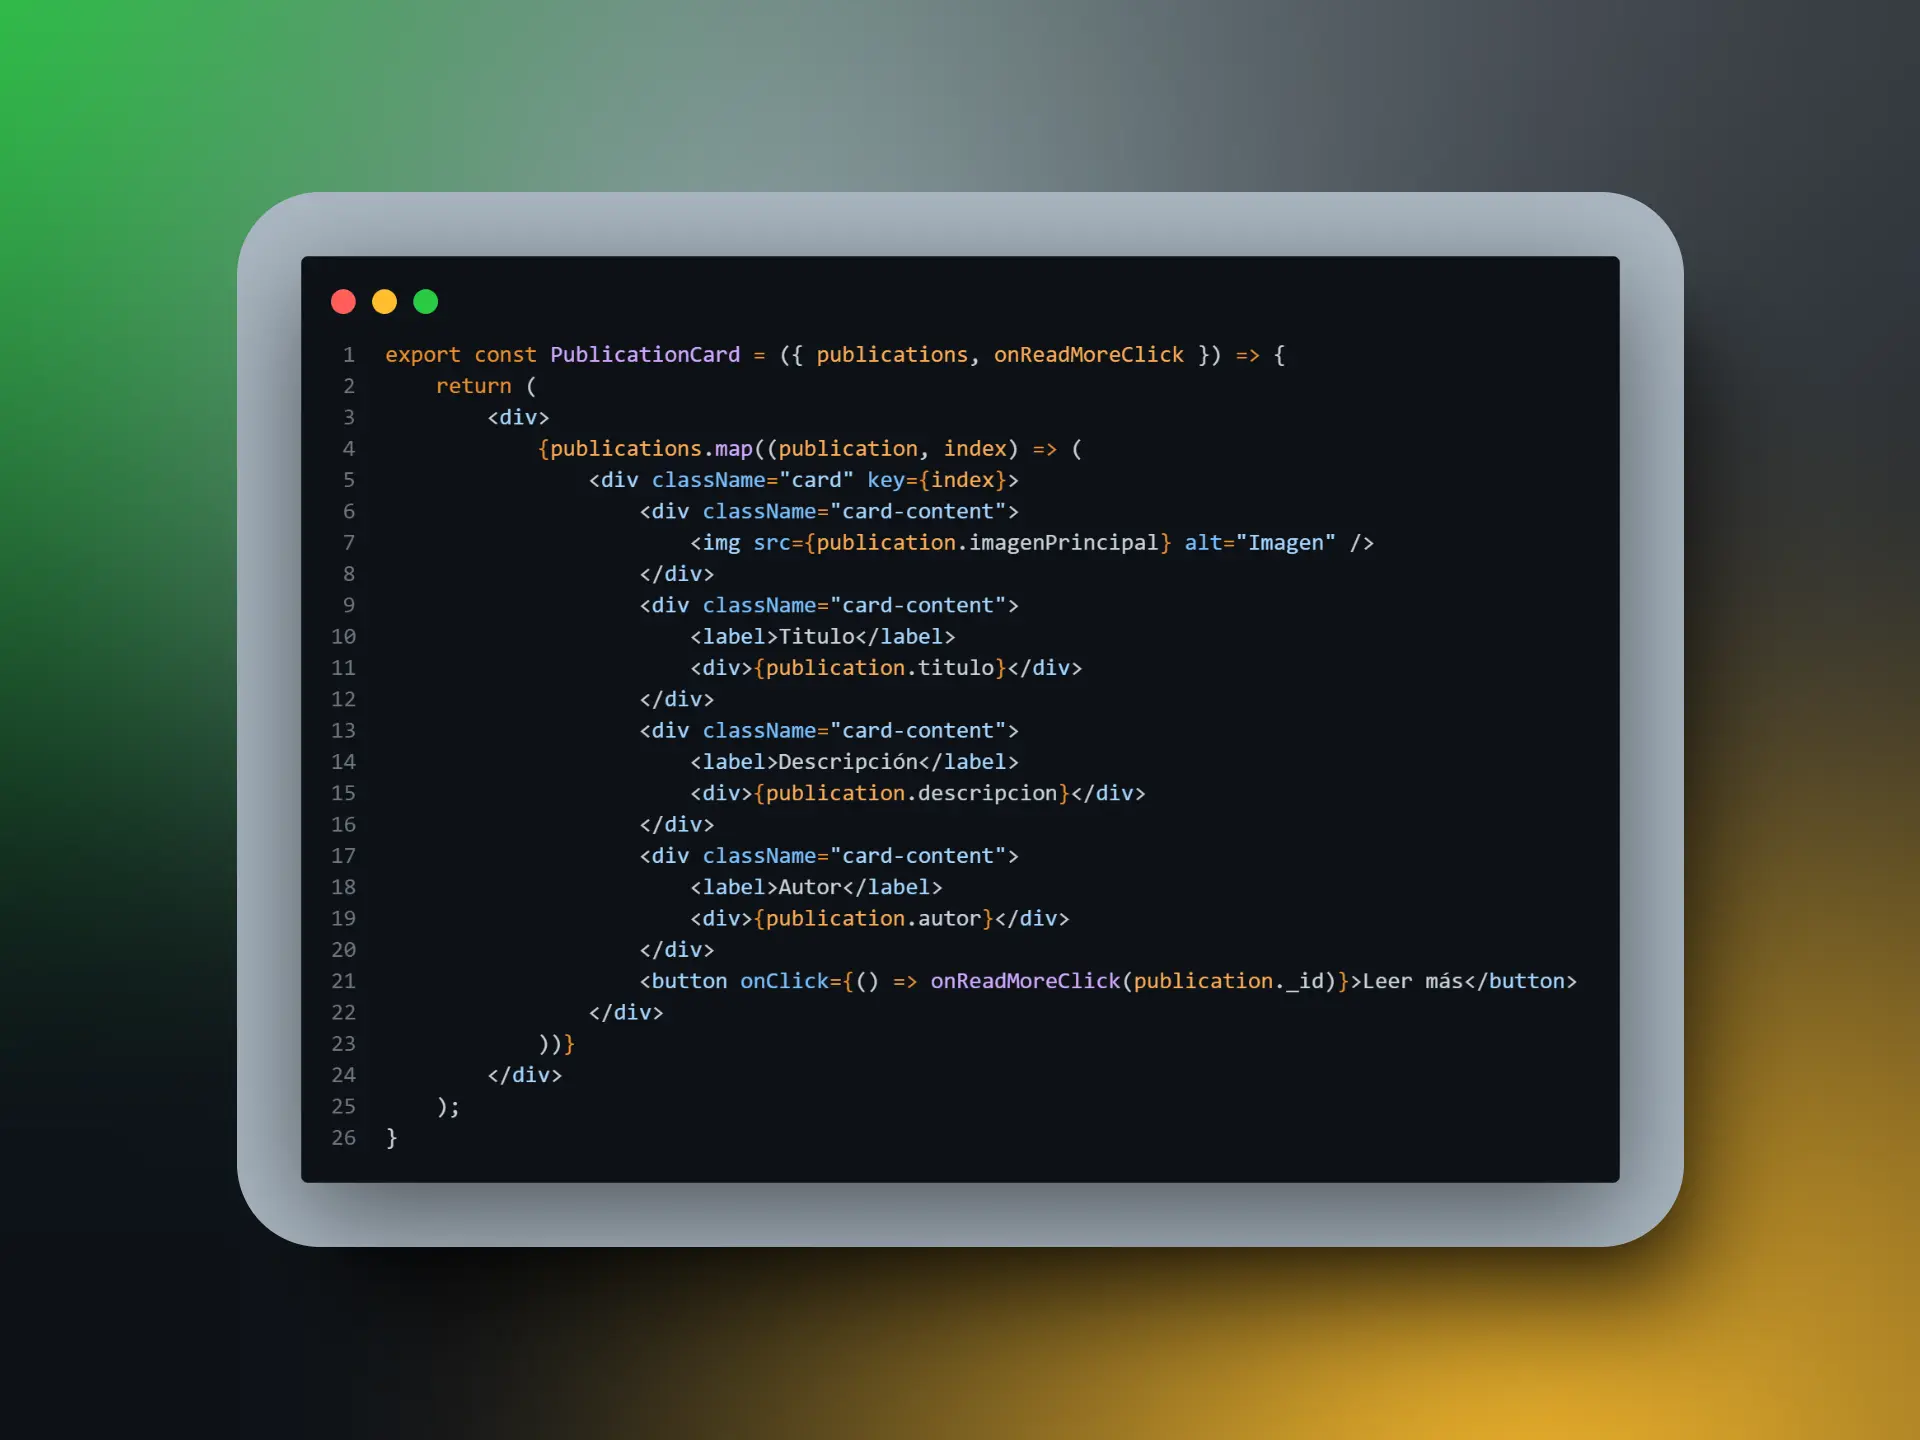 1 export const PublicationCard = ({ publications, onReadMoreClick }) => {
2     return (
3         <div>
4             {publications.map((publication, index) => (
5                 <div className="card" key={index}>
6                     <div className="card-content">
7                         <img src={publication.imagenPrincipal} alt="Imagen" />
8                     </div>
9                     <div className="card-content">
10                         <label>Titulo</label>
11                         <div>{publication.titulo}</div>
12                     </div>
13                     <div className="card-content">
14                         <label>Descripción</label>
15                         <div>{publication.descripcion}</div>
16                     </div>
17                     <div className="card-content">
18                         <label>Autor</label>
19                         <div>{publication.autor}</div>
20                     </div>
21                     <button onClick={() => onReadMoreClick(publication._id)}>Leer más</button>
22                 </div>
23             ))}
24         </div>
25     );
26 }